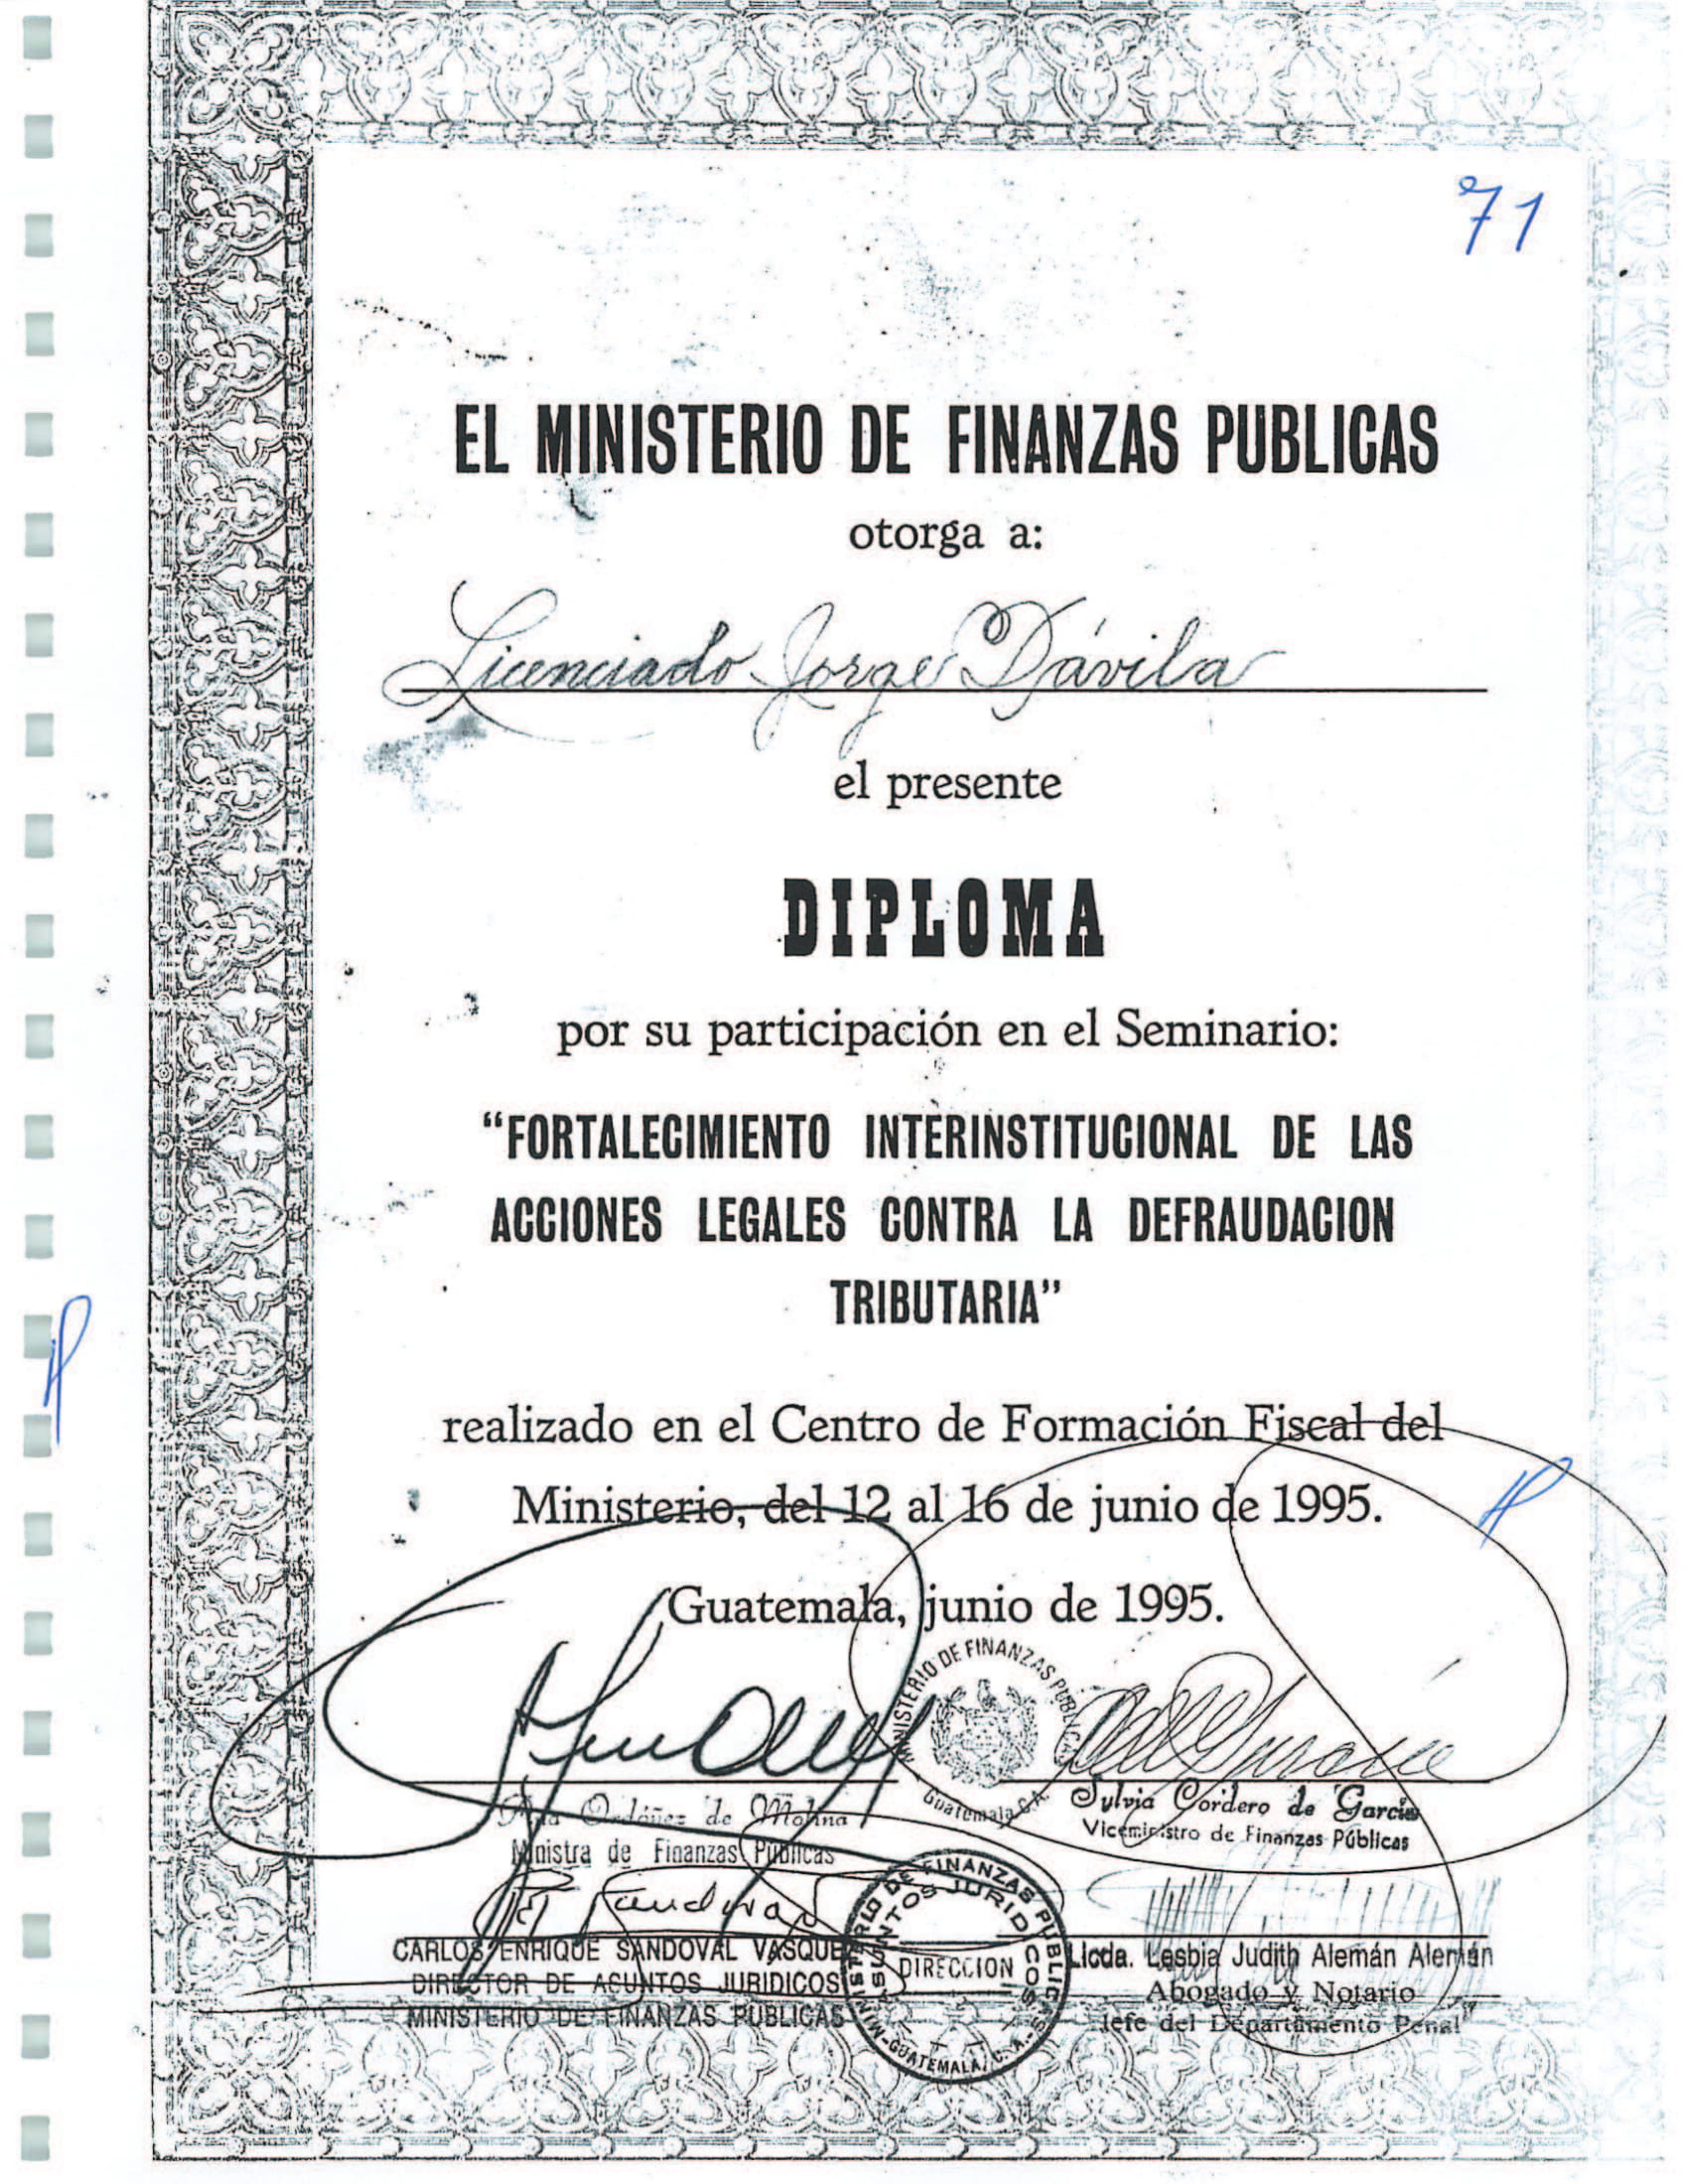 71
EL MINISTERIO DE FINANZAS PUBLICAS
otorga a:
Licenciado Jorge Dávila
el presente
DIPLOMA
por su participación en el Seminario:
“FORTALECIMIENTO INTERINSTITUCIONAL DE LAS
ACCIONES LEGALES CONTRA LA DEFRAUDACION
TRIBUTARIA”
realizado en el Centro de Formación Fiscal del
Ministerio, del 12 al 16 de junio de 1995.
Guatemala, junio de 1995.
MINISTERIO DE FINANZAS PUBLICAS
Guatemala, C.A.
Ana Ordóñez de Molina
Ministra de Finanzas Públicas
Sylvia Cordero de García
Viceministro de Finanzas Públicas
CARLOS ENRIQUE SANDOVAL VASQUEZ
DIRECTOR DE ASUNTOS JURIDICOS
MINISTERIO DE FINANZAS PUBLICAS
MINISTERIO DE FINANZAS PUBLICAS
ASUNTOS JURIDICOS
DIRECCION
-GUATEMALA, C. A.-
Licda. Lesbia Judith Alemán Alemán
Abogado y Notario
Jefe del Departamento Penal